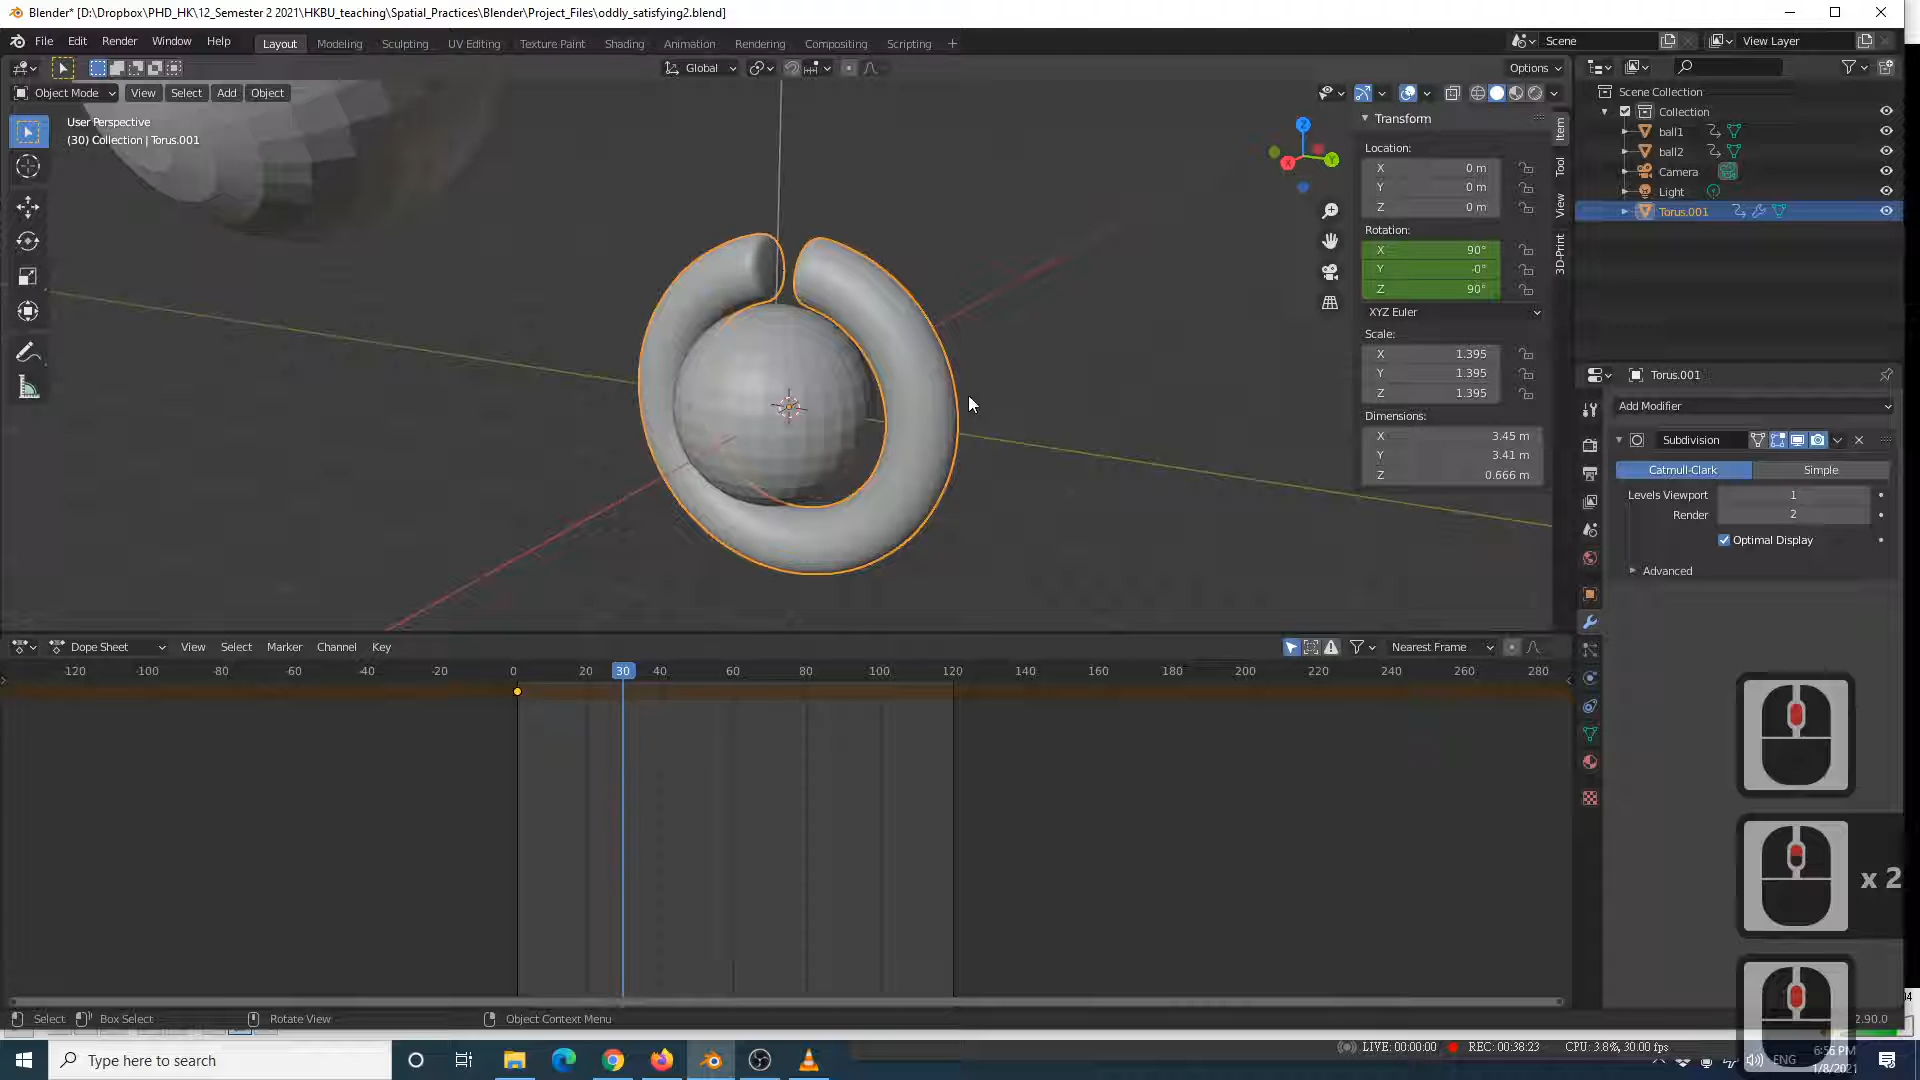 Blender* [D:\Dropbox\PHD_HK\12_Semester 2 2021\HKBU_teaching\Spatial_Practices\Blender\Project_Files\oddly_satisfying2.blend]
File Edit Render Window Help Layout Modeling Sculpting UV Editing Texture Paint Shading Animation Rendering Compositing Scripting + Scene View Layer
Global Options
Object Mode View Select Add Object
User Perspective
(30) Collection | Torus.001
Transform
Location:
X 0 m
Y 0 m
Z 0 m
Rotation:
X 90°
Y -0°
Z 90°
XYZ Euler
Scale:
X 1.395
Y 1.395
Z 1.395
Dimensions:
X 3.45 m
Y 3.41 m
Z 0.666 m
Item
Tool
View
3D-Print
Z
Y
X
Scene Collection
Collection
ball1
ball2
Camera
Light
Torus.001
Torus.001
Add Modifier
Subdivision
Catmull-Clark Simple
Levels Viewport 1
Render 2
Optimal Display
Advanced
Dope Sheet View Select Marker Channel Key Nearest Frame
-120 -100 -80 -60 -40 -20 0 20 30 40 60 80 100 120 140 160 180 200 220 240 260 280
x 2
Select Box Select Rotate View Object Context Menu 2.90.0
Type here to search
LIVE: 00:00:00 REC: 00:38:23 CPU: 3.8%, 30.00 fps
ENG
6:56 PM
1/8/2021